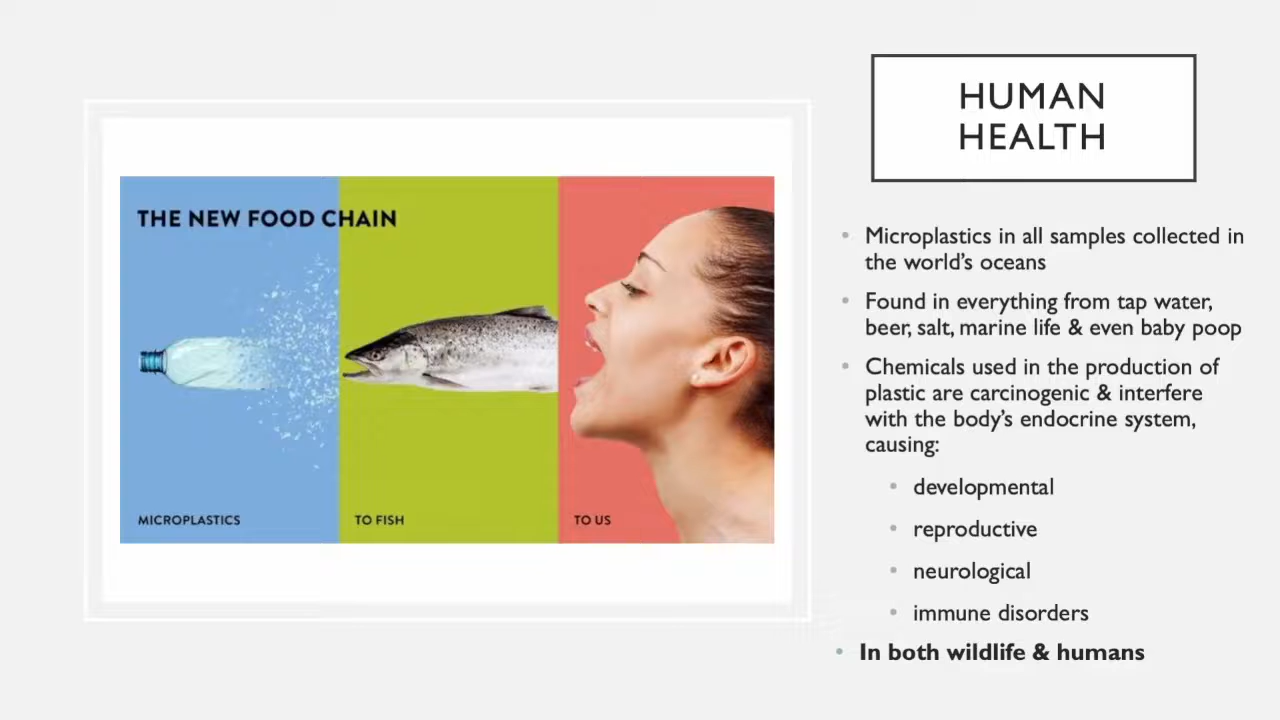 HUMAN
HEALTH
THE NEW FOOD CHAIN
MICROPLASTICS
TO FISH
TO US
• Microplastics in all samples collected in
the world’s oceans
• Found in everything from tap water,
beer, salt, marine life & even baby poop
• Chemicals used in the production of
plastic are carcinogenic & interfere
with the body’s endocrine system,
causing:
• developmental
• reproductive
• neurological
• immune disorders
• In both wildlife & humans